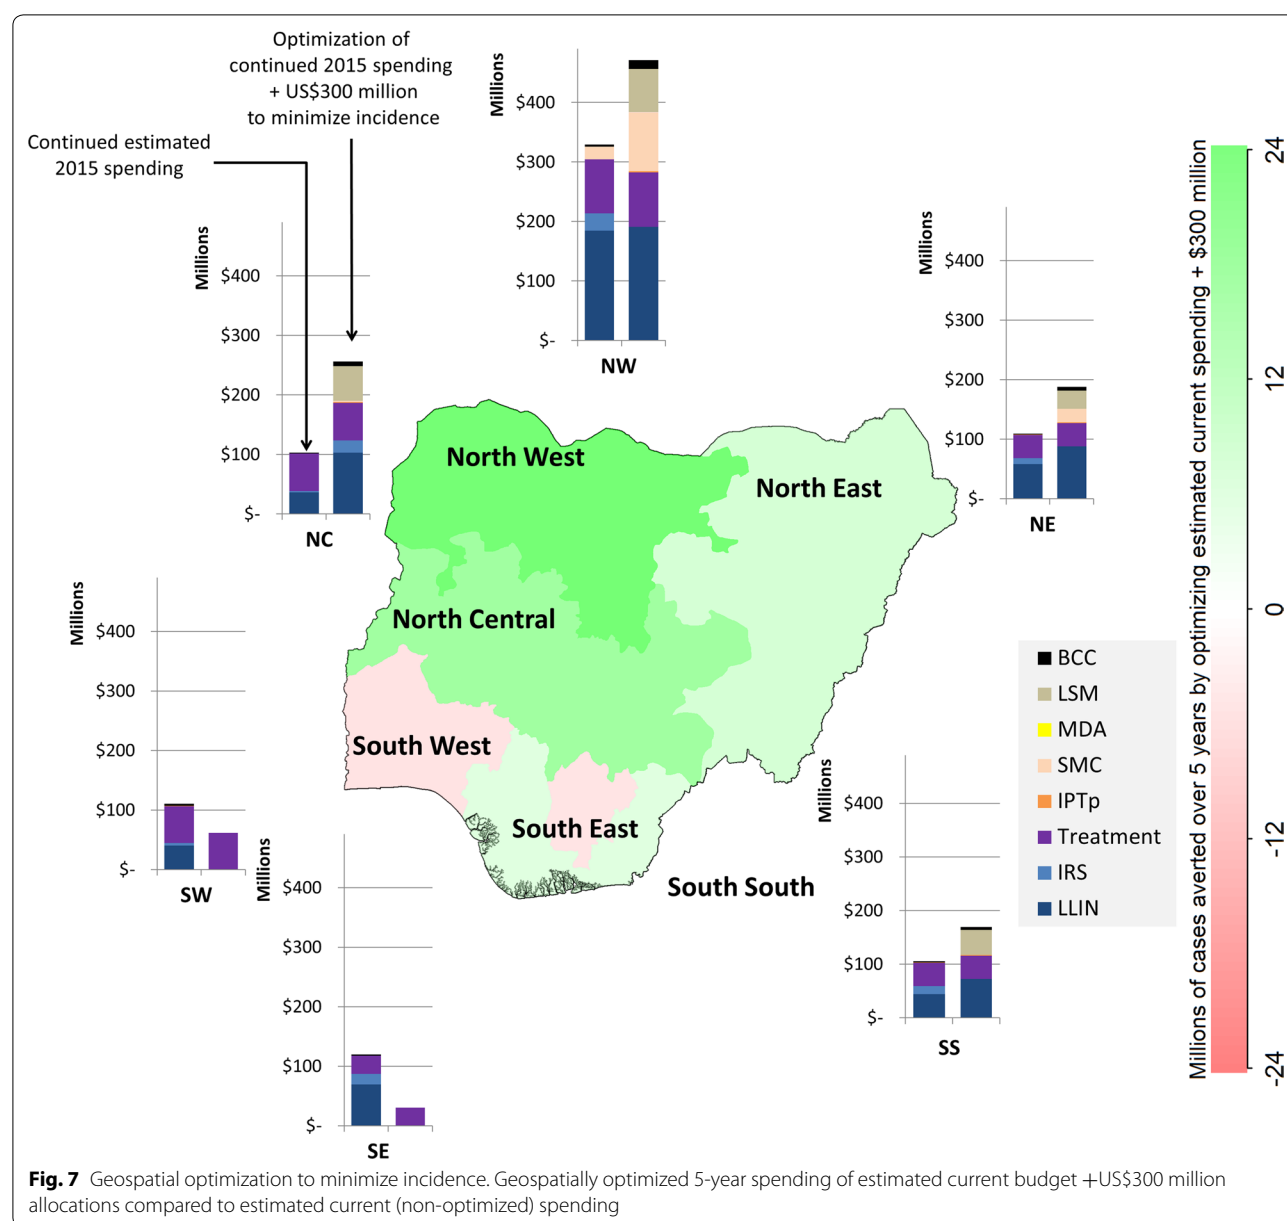 Optimization of
continued 2015 spending
+ US$300 million
to minimize incidence
Continued estimated
2015 spending
Millions
$400
$300
$200
$100
$-
NC
Millions
$400
$300
$200
$100
$-
NW
Millions
$400
$300
$200
$100
$-
NE
Millions
$400
$300
$200
$100
$-
SW
Millions
$400
$300
$200
$100
$-
SE
Millions
$400
$300
$200
$100
$-
SS
North West
North East
North Central
South West
South East
South South
BCC
LSM
MDA
SMC
IPTp
Treatment
IRS
LLIN
Millions of cases averted over 5 years by optimizing estimated current spending + $300 million
24
12
0
-12
-24
Fig. 7 Geospatial optimization to minimize incidence. Geospatially optimized 5-year spending of estimated current budget +US$300 million
allocations compared to estimated current (non-optimized) spending